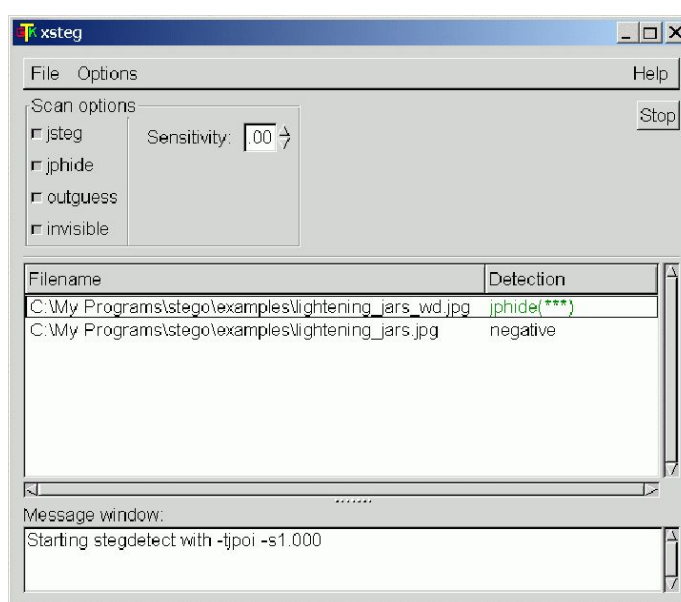 xsteg
File Options Help
Scan options
Stop
jsteg
Sensitivity: .00
jphide
outguess
invisible
Filename Detection
C:\My Programs\stego\examples\lightening_jars_wd.jpg jphide(***)
C:\My Programs\stego\examples\lightening_jars.jpg negative
Message window:
Starting stegdetect with -tjpoi -s1.000